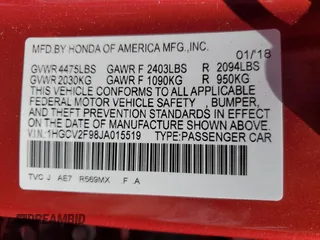 MFD.BY HONDA OF AMERICA MFG.,INC.
01/18
GVWR 4475LBS GAWR F 2403LBS R 2094LBS
GVWR 2030KG GAWR F 1090KG R 950KG
THIS VEHICLE CONFORMS TO ALL APPLICABLE
FEDERAL MOTOR VEHICLE SAFETY , BUMPER,
AND THEFT PREVENTION STANDARDS IN EFFECT
ON THE DATE OF MANUFACTURE SHOWN ABOVE.
V.I.N:1HGCV2F98JA015519 TYPE:PASSENGER CAR
TVC J AE7 R569MX F A
DREAMBID